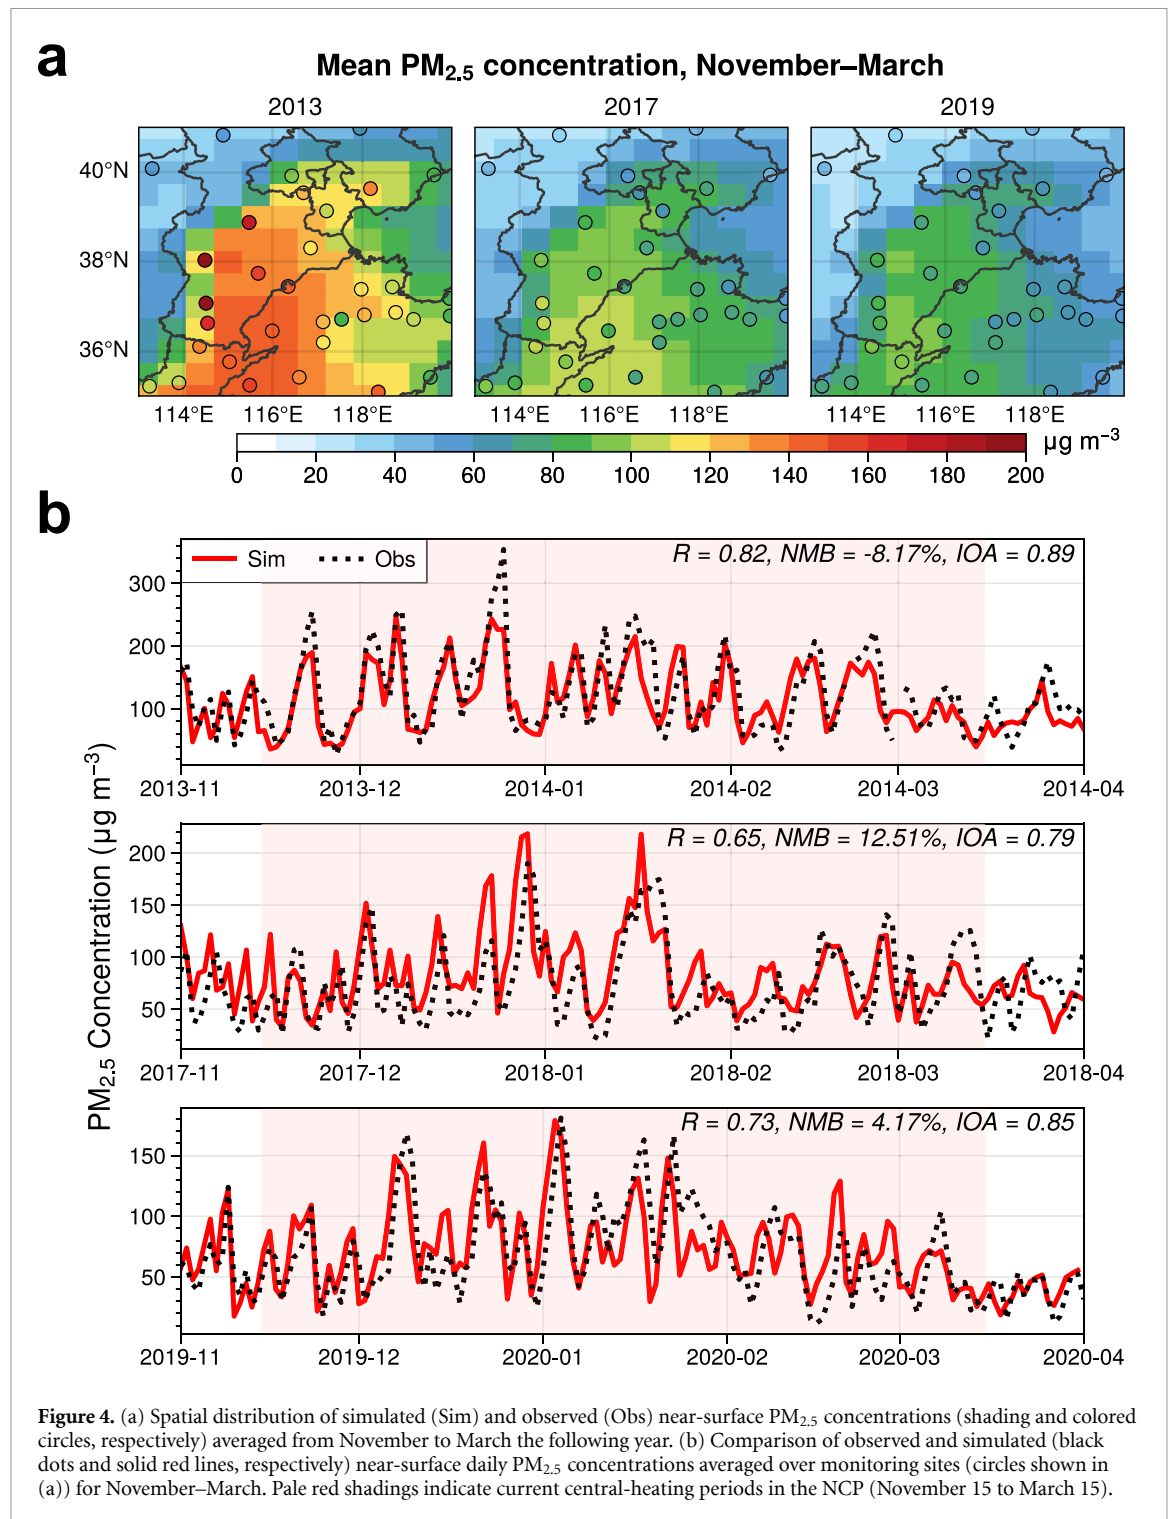 a
Mean PM₂.₅ concentration, November–March
2013 2017 2019
40°N
38°N
36°N
114°E 116°E 118°E 114°E 116°E 118°E 114°E 116°E 118°E
0 20 40 60 80 100 120 140 160 180 200 µg m⁻³
b
PM₂.₅ Concentration (µg m⁻³)
Sim Obs
R = 0.82, NMB = -8.17%, IOA = 0.89
300
200
100
2013-11 2013-12 2014-01 2014-02 2014-03 2014-04
R = 0.65, NMB = 12.51%, IOA = 0.79
200
150
100
50
2017-11 2017-12 2018-01 2018-02 2018-03 2018-04
R = 0.73, NMB = 4.17%, IOA = 0.85
150
100
50
2019-11 2019-12 2020-01 2020-02 2020-03 2020-04
Figure 4. (a) Spatial distribution of simulated (Sim) and observed (Obs) near-surface PM₂.₅ concentrations (shading and colored
circles, respectively) averaged from November to March the following year. (b) Comparison of observed and simulated (black
dots and solid red lines, respectively) near-surface daily PM₂.₅ concentrations averaged over monitoring sites (circles shown in
(a)) for November–March. Pale red shadings indicate current central-heating periods in the NCP (November 15 to March 15).